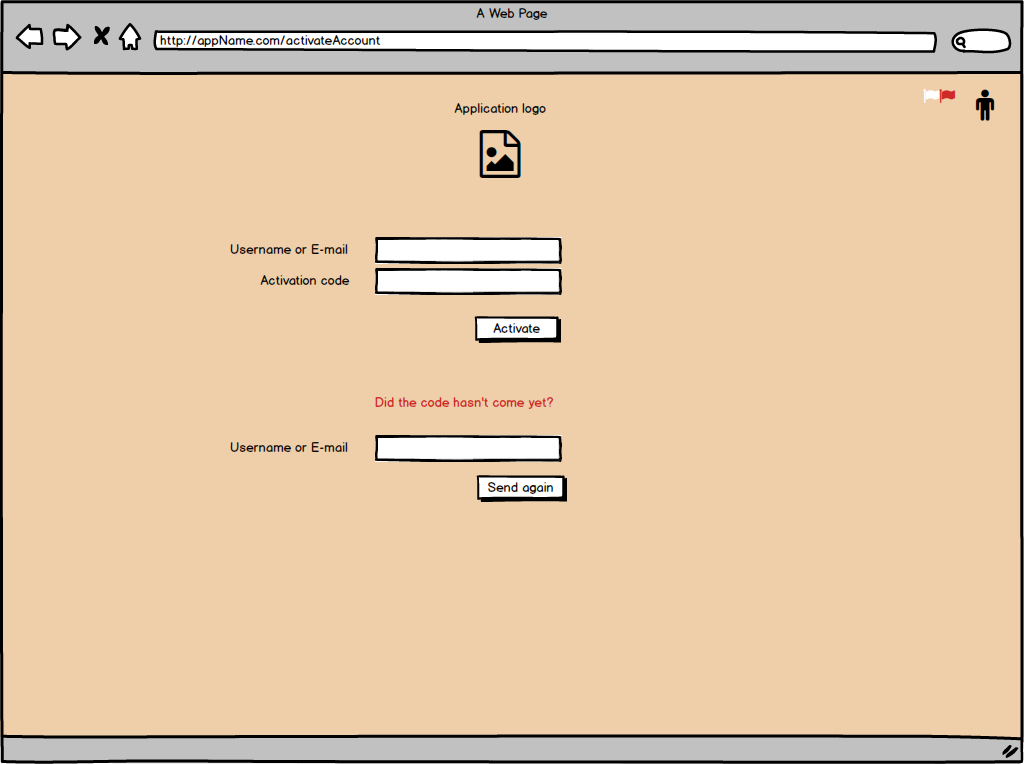 A Web Page
http://appName.com/activateAccount
Application logo
Username or E-mail
Activation code
Activate
Did the code hasn't come yet?
Username or E-mail
Send again